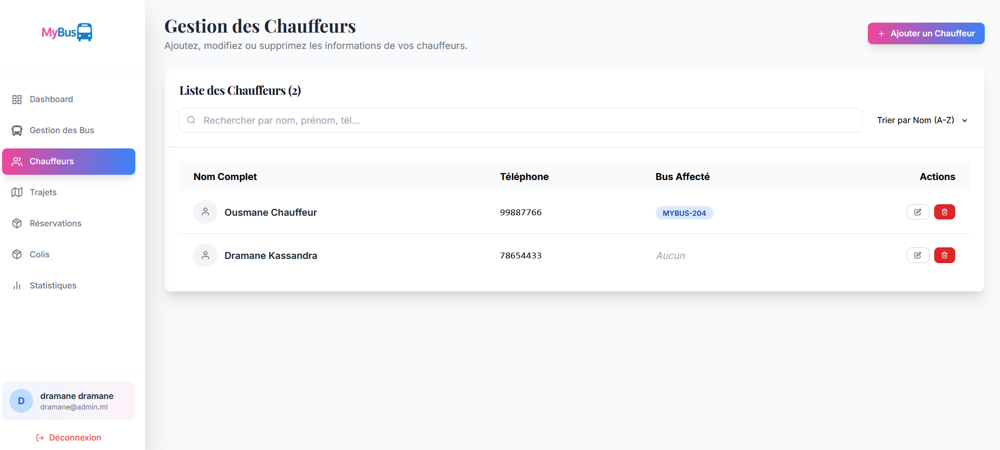 MyBus
Dashboard
Gestion des Bus
Chauffeurs
Trajets
Réservations
Colis
Statistiques
D
dramane dramane
dramane@admin.ml
Déconnexion
Gestion des Chauffeurs
Ajoutez, modifiez ou supprimez les informations de vos chauffeurs.
+ Ajouter un Chauffeur
Liste des Chauffeurs (2)
Rechercher par nom, prénom, tél...
Trier par Nom (A-Z)
Nom Complet Téléphone Bus Affecté Actions
Ousmane Chauffeur 99887766 MYBUS-204
Dramane Kassandra 78654433 Aucun